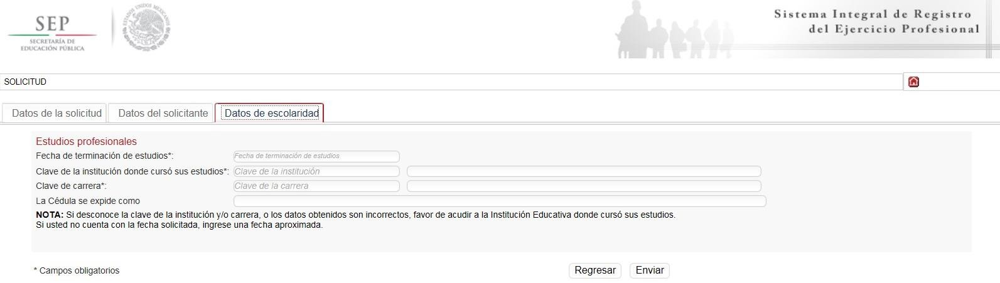 SEP
SECRETARÍA DE
EDUCACIÓN PÚBLICA
ESTADOS UNIDOS MEXICANOS
Sistema Integral de Registro
del Ejercicio Profesional
SOLICITUD
Datos de la solicitud
Datos del solicitante
Datos de escolaridad
Estudios profesionales
Fecha de terminación de estudios*: Fecha de terminación de estudios
Clave de la institución donde cursó sus estudios*: Clave de la institución
Clave de carrera*: Clave de la carrera
La Cédula se expide como
NOTA: Si desconoce la clave de la institución y/o carrera, o los datos obtenidos son incorrectos, favor de acudir a la Institución Educativa donde cursó sus estudios.
Si usted no cuenta con la fecha solicitada, ingrese una fecha aproximada.
* Campos obligatorios
Regresar
Enviar